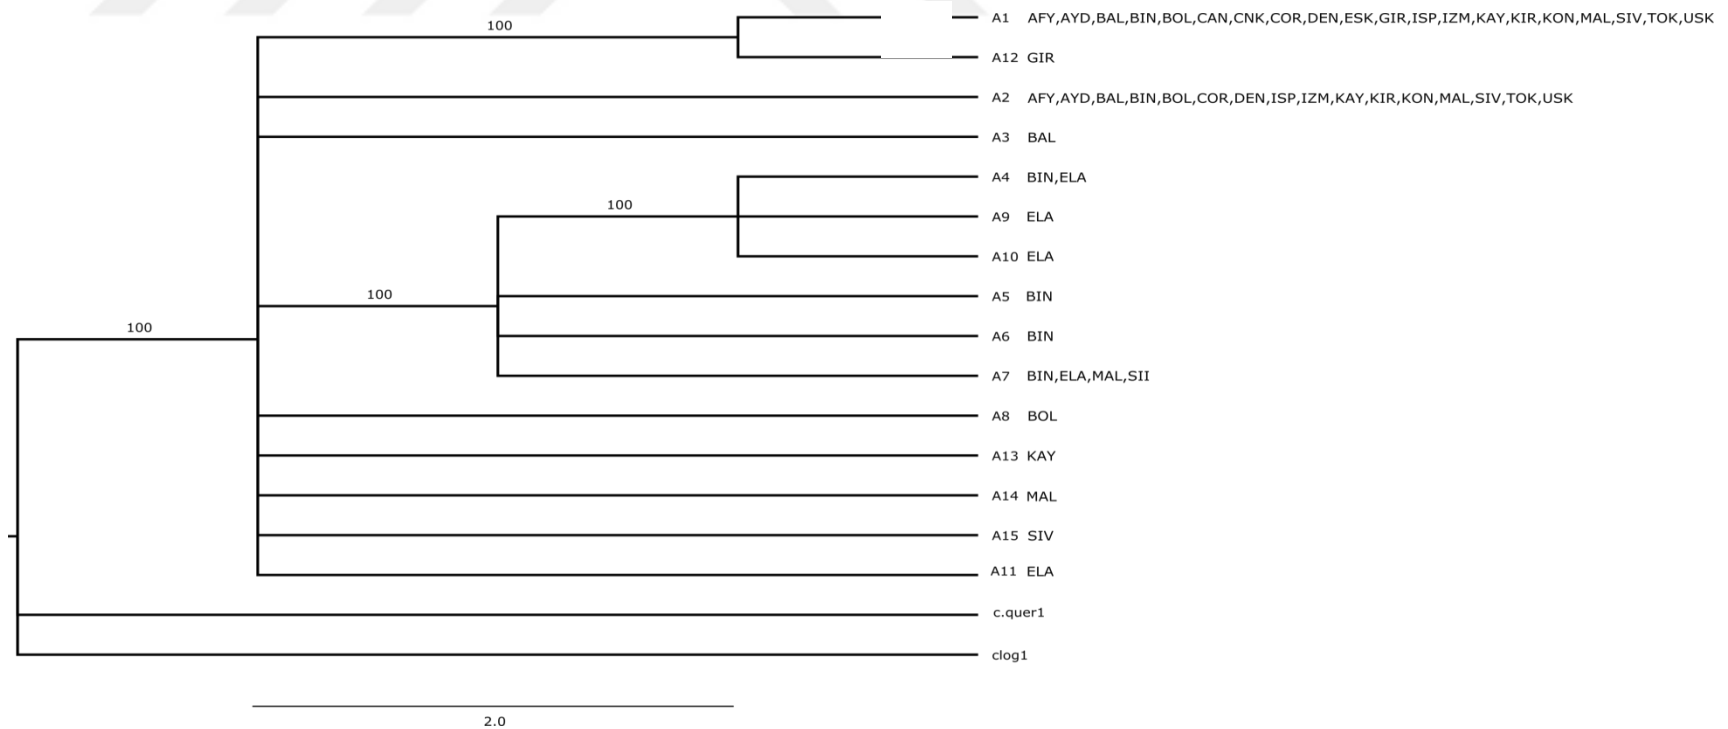 100
A1 AFY,AYD,BAL,BIN,BOL,CAN,CNK,COR,DEN,ESK,GIR,ISP,IZM,KAY,KIR,KON,MAL,SIV,TOK,USK
A12 GIR
A2 AFY,AYD,BAL,BIN,BOL,COR,DEN,ISP,IZM,KAY,KIR,KON,MAL,SIV,TOK,USK
A3 BAL
A4 BIN,ELA
100
A9 ELA
A10 ELA
100
A5 BIN
100
A6 BIN
A7 BIN,ELA,MAL,SII
A8 BOL
A13 KAY
A14 MAL
A15 SIV
A11 ELA
c.quer1
clog1
2.0